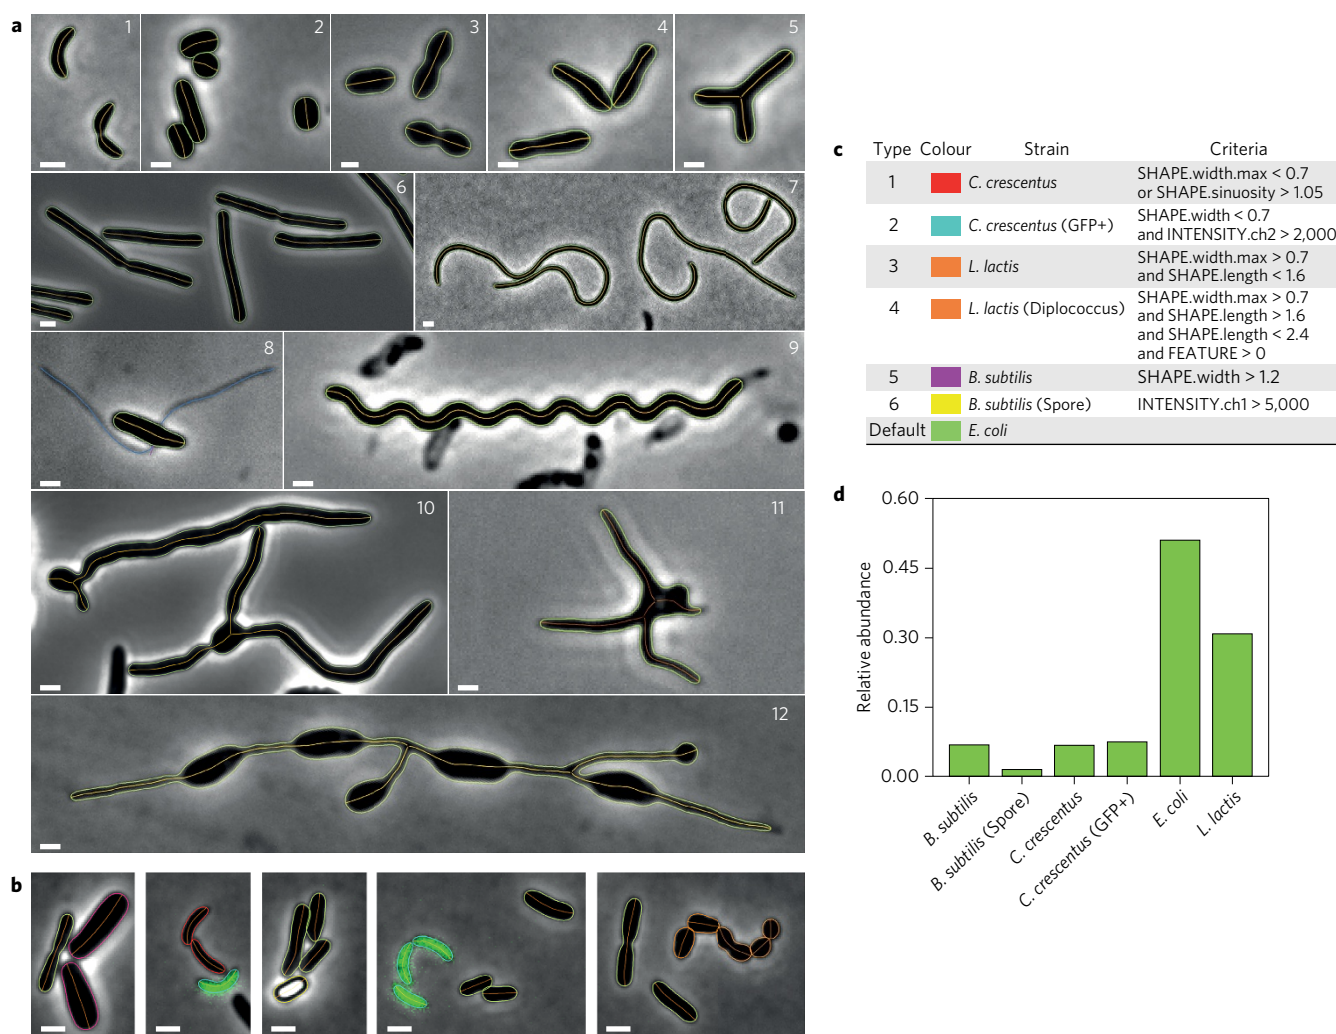 a
1
2
3
4
5
6
7
8
9
10
11
12
b
c
Type Colour Strain Criteria
1 C. crescentus SHAPE.width.max < 0.7
or SHAPE.sinuosity > 1.05
2 C. crescentus (GFP+) SHAPE.width < 0.7
and INTENSITY.ch2 > 2,000
3 L. lactis SHAPE.width.max > 0.7
and SHAPE.length < 1.6
4 L. lactis (Diplococcus) SHAPE.width.max > 0.7
and SHAPE.length > 1.6
and SHAPE.length < 2.4
and FEATURE > 0
5 B. subtilis SHAPE.width > 1.2
6 B. subtilis (Spore) INTENSITY.ch1 > 5,000
Default E. coli
d
Relative abundance
0.60
0.45
0.30
0.15
0.00
B. subtilis
B. subtilis (Spore)
C. crescentus
C. crescentus (GFP+)
E. coli
L. lactis